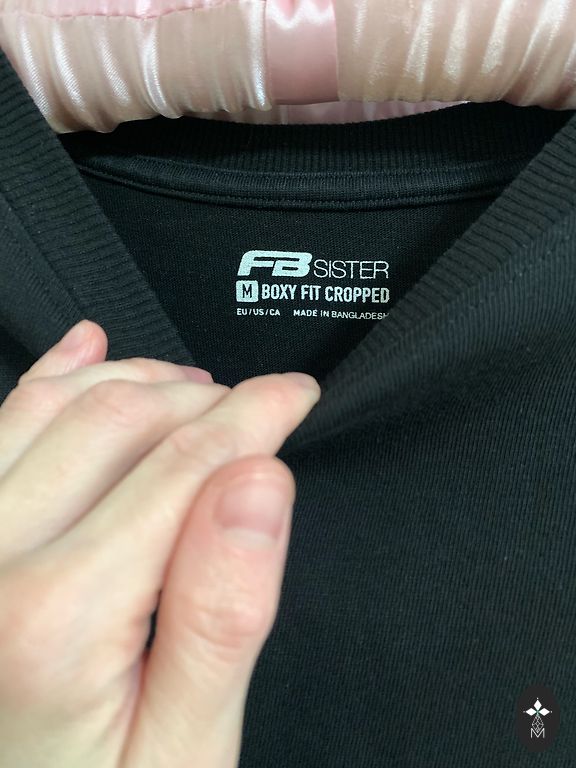 FB SISTER
M BOXY FIT CROPPED
EU/US/CA MADE IN BANGLADESH
M